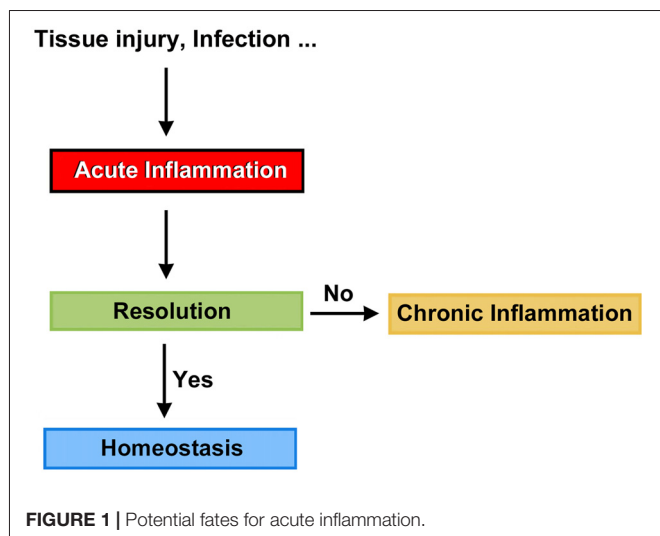 Tissue injury, Infection ...
Acute Inflammation
Resolution
No
Chronic Inflammation
Yes
Homeostasis
FIGURE 1 | Potential fates for acute inflammation.